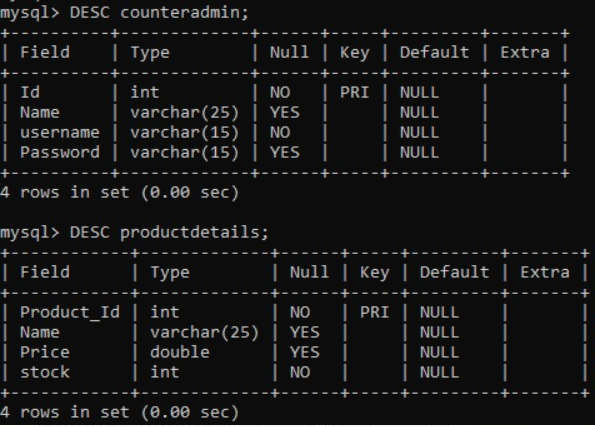 mysql> DESC counteradmin;
+----------+-------------+------+-----+---------+-------+
| Field    | Type        | Null | Key | Default | Extra |
+----------+-------------+------+-----+---------+-------+
| Id       | int         | NO   | PRI | NULL    |       |
| Name     | varchar(25) | YES  |     | NULL    |       |
| username | varchar(15) | NO   |     | NULL    |       |
| Password | varchar(15) | YES  |     | NULL    |       |
+----------+-------------+------+-----+---------+-------+
4 rows in set (0.00 sec)

mysql> DESC productdetails;
+------------+-------------+------+-----+---------+-------+
| Field      | Type        | Null | Key | Default | Extra |
+------------+-------------+------+-----+---------+-------+
| Product_Id | int         | NO   | PRI | NULL    |       |
| Name       | varchar(25) | YES  |     | NULL    |       |
| Price      | double      | YES  |     | NULL    |       |
| stock      | int         | NO   |     | NULL    |       |
+------------+-------------+------+-----+---------+-------+
4 rows in set (0.00 sec)